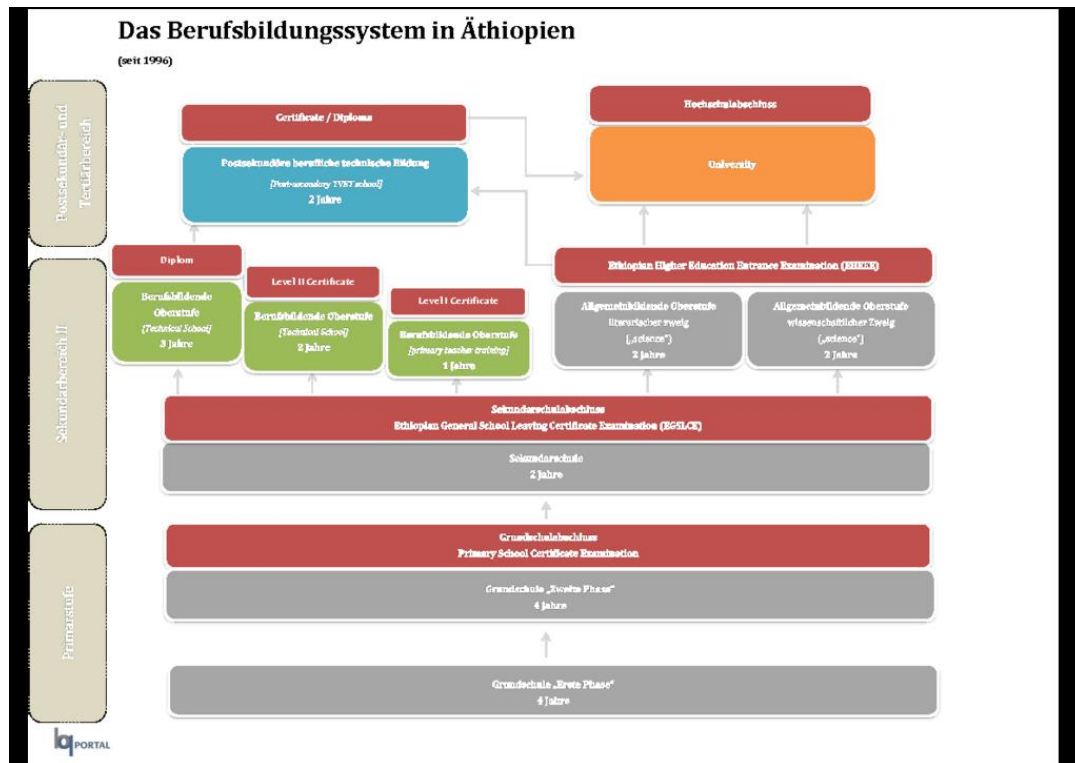 Das Berufsbildungssystem in Äthiopien
(seit 1996)
Postsekundär- und
Tertiärbereich
Certificate / Diploma
Postsekundäre berufliche technische Bildung
[Post-secondary TVET school]
2 Jahre
Hochschulabschluss
University
Sekundarbereich II
Diplom
Berufsbildende
Oberstufe
[Technical School]
3 Jahre
Level II Certificate
Berufsbildende Oberstufe
[Technical School]
2 Jahre
Level I Certificate
Berufsbildende Oberstufe
[primary teacher training]
1 Jahre
Ethiopian Higher Education Entrance Examination (EHEEE)
Allgemeinbildende Oberstufe
literarischer zweig
(„science“)
2 Jahre
Allgemeinbildende Oberstufe
wissenschaftlicher Zweig
(„science“)
2 Jahre
Sekundarschulabschluss
Ethiopian General School Leaving Certificate Examination (EGSLCE)
Sekundarschule
2 Jahre
Primarstufe
Grundschulabschluss
Primary School Certificate Examination
Grundschule „Zweite Phase“
4 Jahre
Grundschule „Erste Phase“
4 Jahre
PORTAL